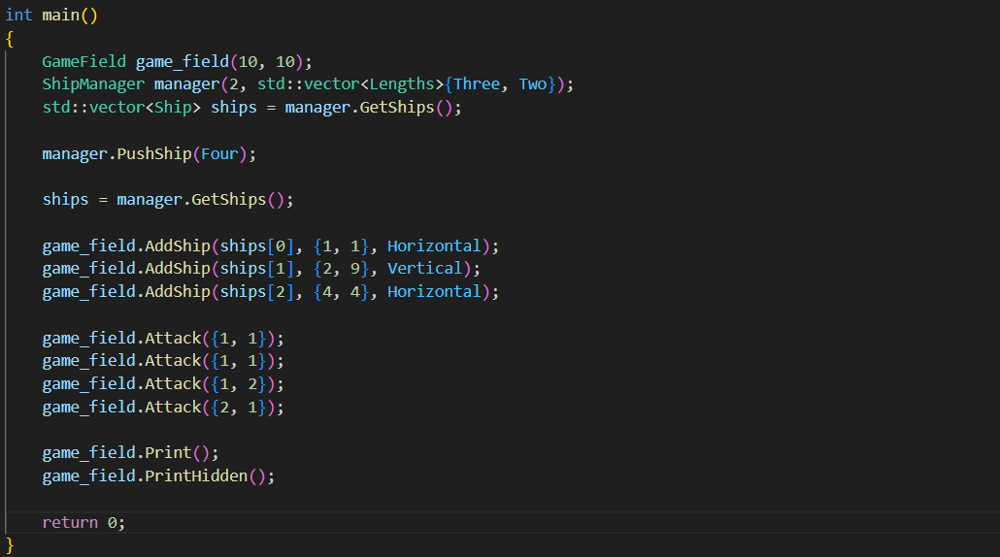 int main()
{
    GameField game_field(10, 10);
    ShipManager manager(2, std::vector<Lengths>{Three, Two});
    std::vector<Ship> ships = manager.GetShips();

    manager.PushShip(Four);

    ships = manager.GetShips();

    game_field.AddShip(ships[0], {1, 1}, Horizontal);
    game_field.AddShip(ships[1], {2, 9}, Vertical);
    game_field.AddShip(ships[2], {4, 4}, Horizontal);

    game_field.Attack({1, 1});
    game_field.Attack({1, 1});
    game_field.Attack({1, 2});
    game_field.Attack({2, 1});

    game_field.Print();
    game_field.PrintHidden();

    return 0;
}